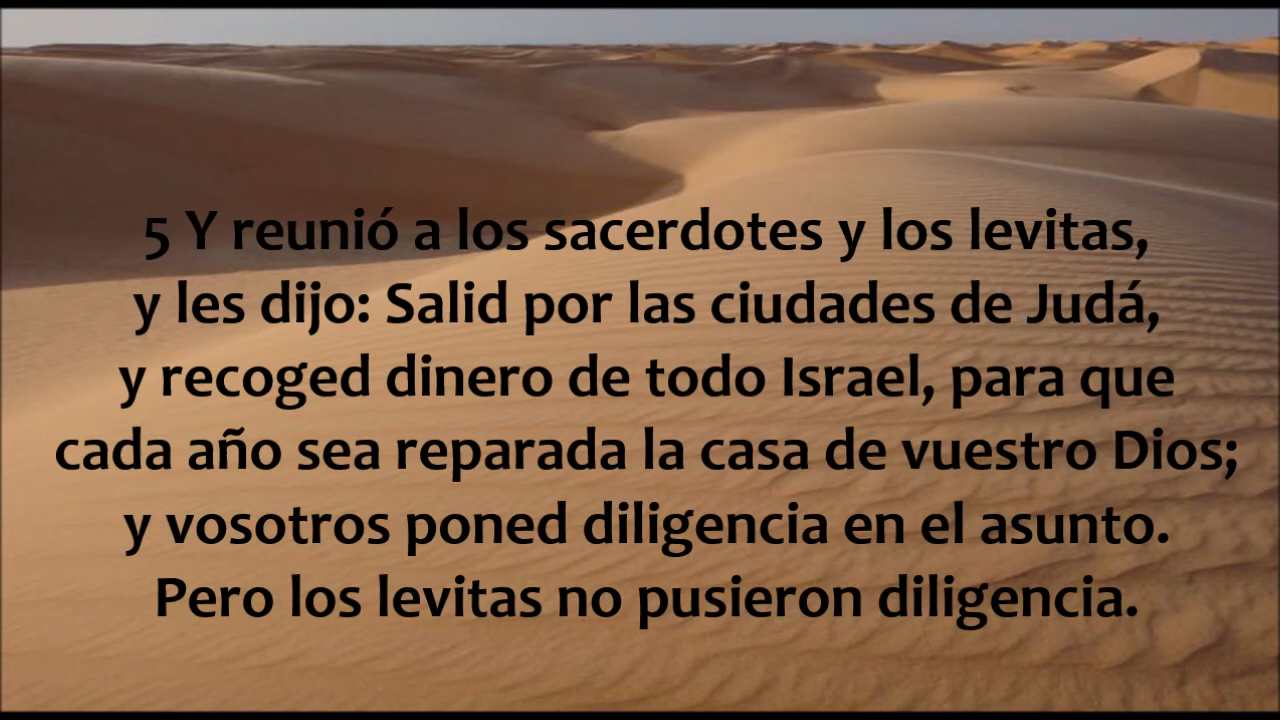 5 Y reunió a los sacerdotes y los levitas,
y les dijo: Salid por las ciudades de Judá,
y recoged dinero de todo Israel, para que
cada año sea reparada la casa de vuestro Dios;
y vosotros poned diligencia en el asunto.
Pero los levitas no pusieron diligencia.